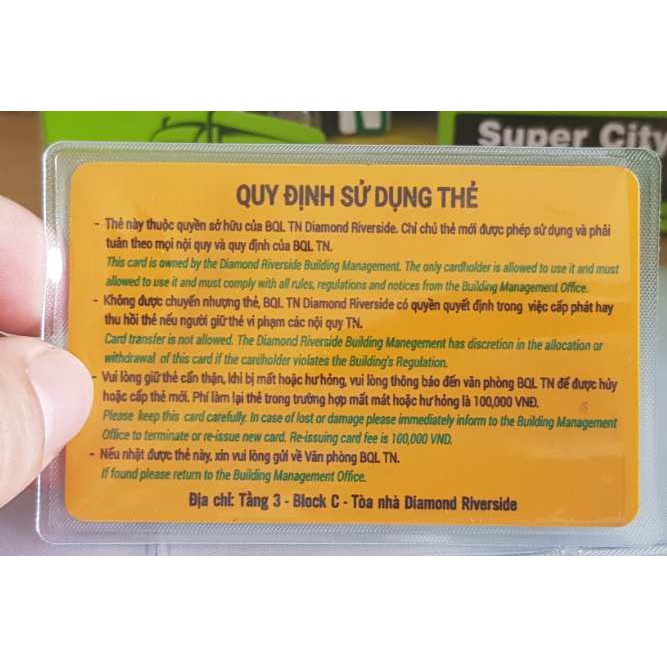 Super City
QUY ĐỊNH SỬ DỤNG THẺ
- Thẻ này thuộc quyền sở hữu của BQL TN Diamond Riverside. Chỉ chủ thẻ mới được phép sử dụng và phải
tuân theo mọi nội quy và quy định của BQL TN.
This card is owned by the Diamond Riverside Building Management. The only cardholder is allowed to use it and must
allowed to use it and must comply with all rules, regulations and notices from the Building Management Office.
- Không được chuyển nhượng thẻ, BQL TN Diamond Riverside có quyền quyết định trong việc cấp phát hay
thu hồi thẻ nếu người giữ thẻ vi phạm các nội quy TN.
Card transfer is not allowed. The Diamond Riverside Building Manegement has discretion in the allocation or
withdrawal of this card if the cardholder violates the Building's Regulation.
- Vui lòng giữ thẻ cẩn thận, khi bị mất hoặc hư hỏng, vui lòng thông báo đến văn phòng BQL TN để được hủy
hoặc cấp thẻ mới. Phí làm lại thẻ trong trường hợp mất mát hoặc hư hỏng là 100,000 VNĐ.
Please keep this card carefully. In case of lost or damage please immediately inform to the Building Management
Office to terminate or re-issue new card. Re-issuing card fee is 100,000 VND.
- Nếu nhặt được thẻ này, xin vui lòng gửi về Văn phòng BQL TN.
If found please return to the Building Management Office.
Địa chỉ: Tầng 3 - Block C - Tòa nhà Diamond Riverside